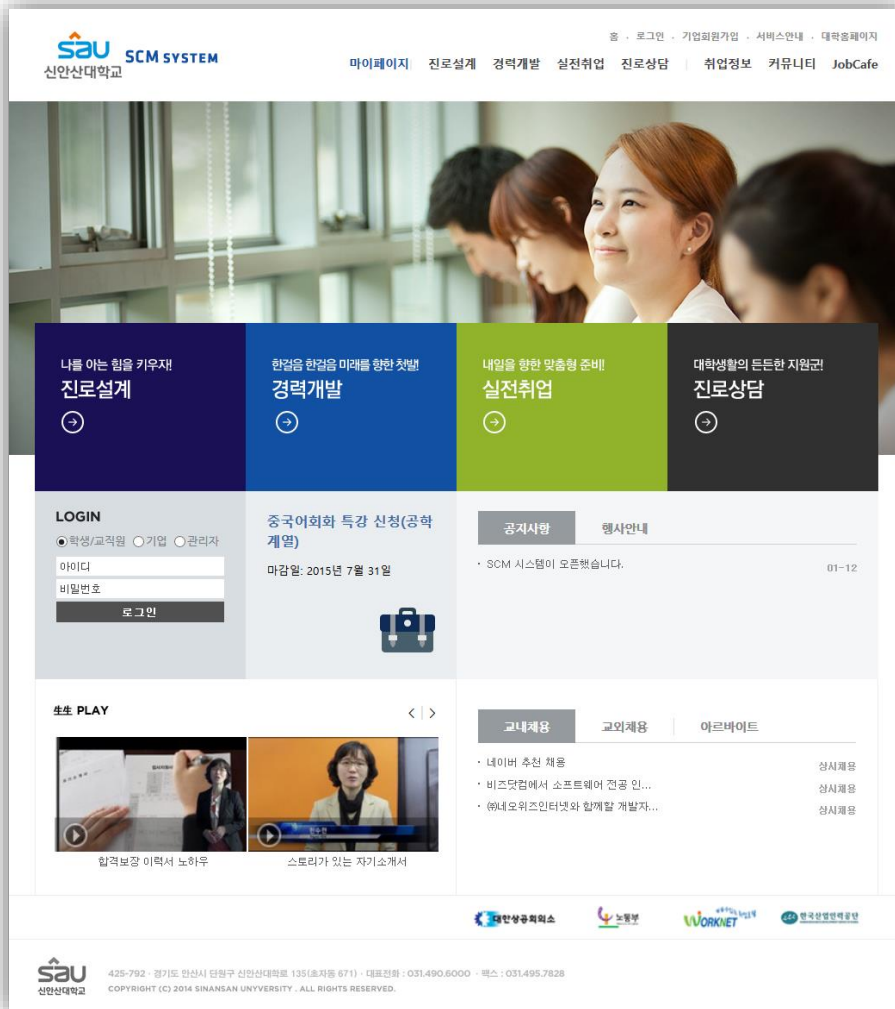 sau
신안산대학교
SCM SYSTEM
홈 · 로그인 · 기업회원가입 · 서비스안내 · 대학홈페이지
마이페이지 진로설계 경력개발 실전취업 진로상담 취업정보 커뮤니티 JobCafe
나를 아는 힘을 키우자!
진로설계
한걸음 한걸음 미래를 향한 첫발!
경력개발
내일을 향한 맞춤형 준비!
실전취업
대학생활의 든든한 지원군!
진로상담
LOGIN
학생/교직원 기업 관리자
아이디
비밀번호
로그인
중국어회화 특강 신청(공학
계열)
마감일: 2015년 7월 31일
공지사항 행사안내
· SCM 시스템이 오픈했습니다. 01-12
生生 PLAY
합격보장 이력서 노하우
스토리가 있는 자기소개서
교내채용 교외채용 아르바이트
· 네이버 추천 채용 상시채용
· 비즈닷컴에서 소프트웨어 전공 인... 상시채용
· ㈜네오위즈인터넷와 함께할 개발자... 상시채용
대한상공회의소 노동부 WORKNET 한국산업인력공단
sau
신안산대학교
425-792 · 경기도 안산시 단원구 신안산대학로 135(초지동 671) · 대표전화 : 031.490.6000 · 팩스 : 031.495.7828
COPYRIGHT (C) 2014 SINANSAN UNYVERSITY . ALL RIGHTS RESERVED.